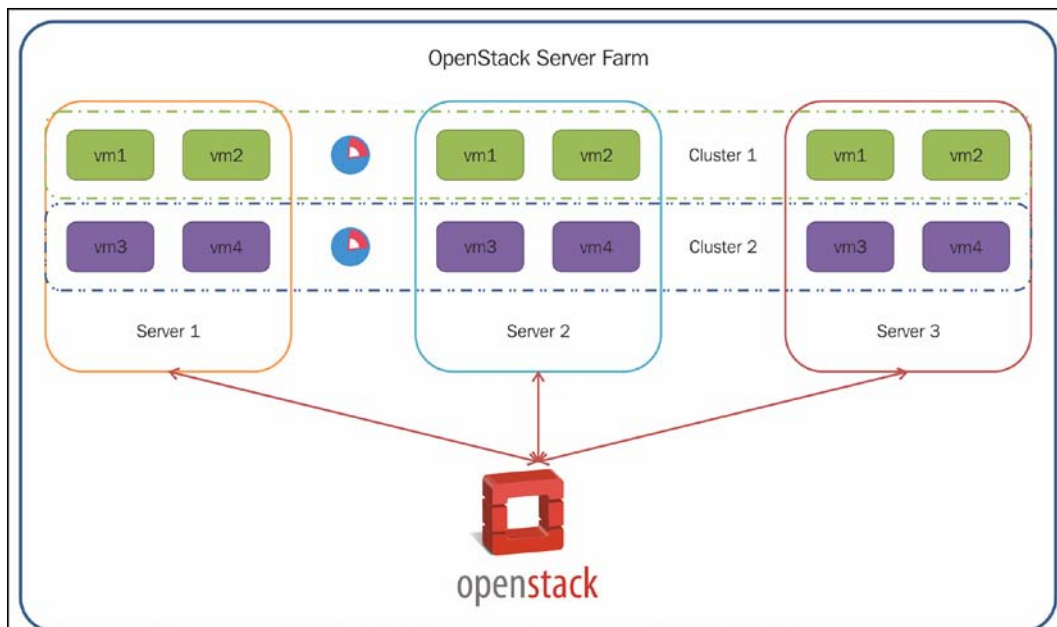 OpenStack Server Farm
vm1 vm2 vm1 vm2 Cluster 1 vm1 vm2
vm3 vm4 vm3 vm4 Cluster 2 vm3 vm4
Server 1 Server 2 Server 3
openstack